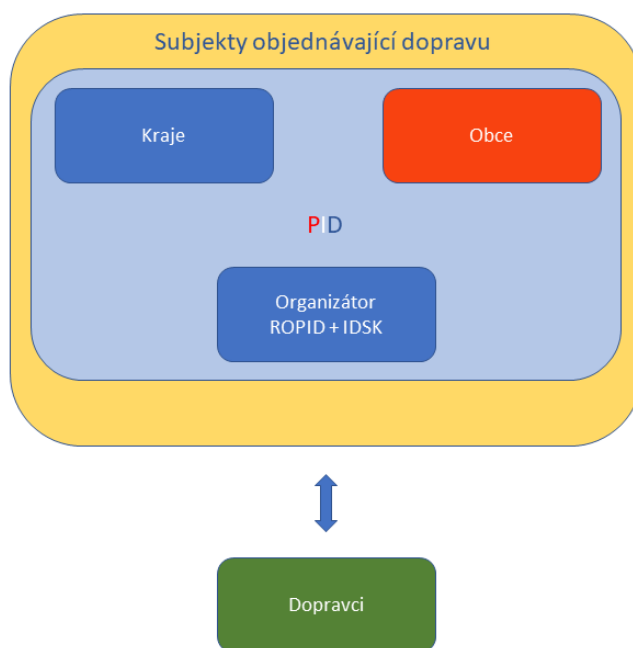 Subjekty objednávající dopravu
Kraje
Obce
PID
Organizátor
ROPID + IDSK
Dopravci